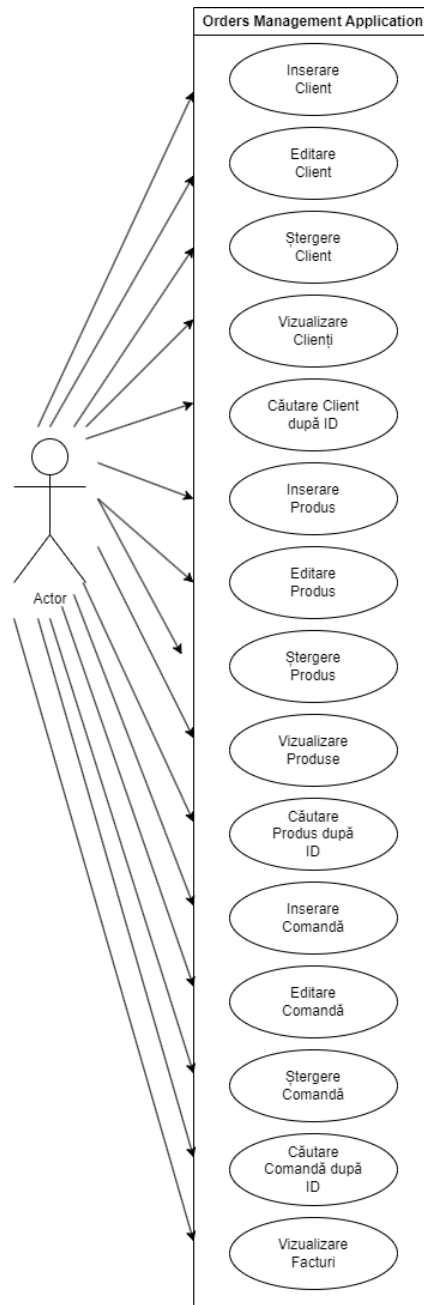 Orders Management Application
Inserare
Client
Editare
Client
Ștergere
Client
Vizualizare
Clienți
Căutare Client
după ID
Inserare
Produs
Editare
Produs
Actor
Ștergere
Produs
Vizualizare
Produse
Căutare
Produs după
ID
Inserare
Comandă
Editare
Comandă
Ștergere
Comandă
Căutare
Comandă după
ID
Vizualizare
Facturi